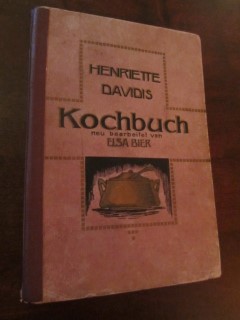 HENRIETTE
DAVIDIS
Kochbuch
neu bearbeitet von
ELSA BIER